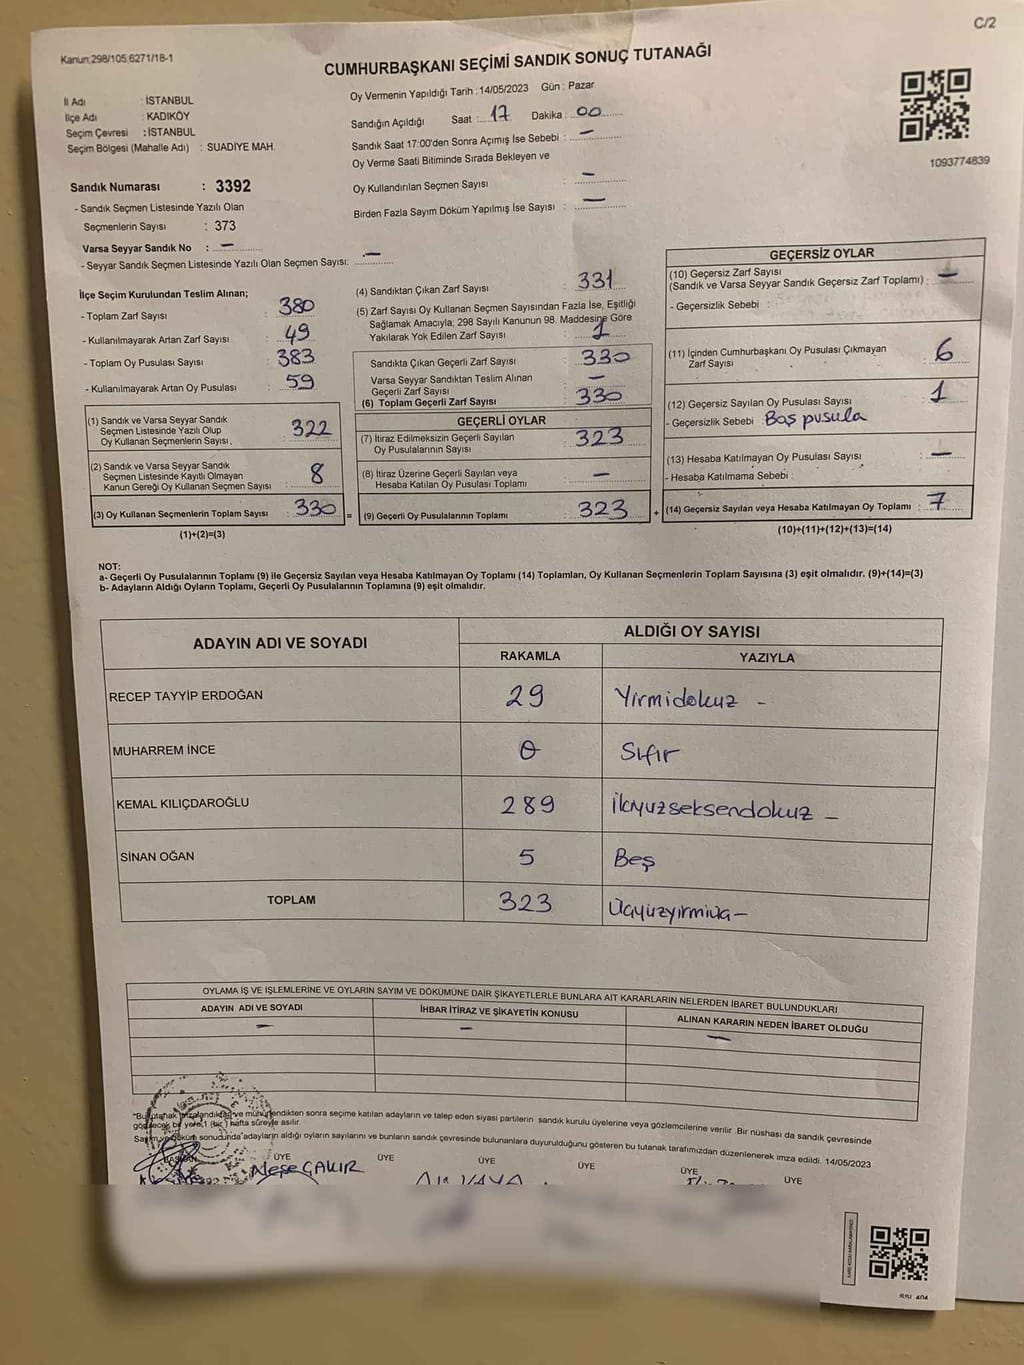 C/2
Kanun:298/105;6271/18-1
CUMHURBAŞKANI SEÇİMİ SANDIK SONUÇ TUTANAĞI
İl Adı : İSTANBUL
İlçe Adı : KADIKÖY
Seçim Çevresi : İSTANBUL
Seçim Bölgesi (Mahalle Adı) : SUADİYE MAH.
Oy Vermenin Yapıldığı Tarih : 14/05/2023 Gün : Pazar
Sandığın Açıldığı Saat : 17 Dakika : 00
Sandık Saat 17:00'den Sonra Açımış İse Sebebi : —
Oy Verme Saati Bitiminde Sırada Bekleyen ve
Oy Kullandırılan Seçmen Sayısı : —
Birden Fazla Sayım Döküm Yapılmış İse Sayısı : —
1093774839
Sandık Numarası : 3392
- Sandık Seçmen Listesinde Yazılı Olan
Seçmenlerin Sayısı : 373
Varsa Seyyar Sandık No : —
- Seyyar Sandık Seçmen Listesinde Yazılı Olan Seçmen Sayısı: —
İlçe Seçim Kurulundan Teslim Alınan;
- Toplam Zarf Sayısı : 380
- Kullanılmayarak Artan Zarf Sayısı : 49
- Toplam Oy Pusulası Sayısı : 383
- Kullanılmayarak Artan Oy Pusulası : 59
(1) Sandık ve Varsa Seyyar Sandık
Seçmen Listesinde Yazılı Olup
Oy Kullanan Seçmenlerin Sayısı : 322
(2) Sandık ve Varsa Seyyar Sandık
Seçmen Listesinde Kayıtlı Olmayan
Kanun Gereği Oy Kullanan Seçmen Sayısı : 8
(3) Oy Kullanan Seçmenlerin Toplam Sayısı : 330
(1)+(2)=(3)
(4) Sandıktan Çıkan Zarf Sayısı : 331
(5) Zarf Sayısı Oy Kullanan Seçmen Sayısından Fazla İse, Eşitliği
Sağlamak Amacıyla; 298 Sayılı Kanunun 98. Maddesine Göre
Yakılarak Yok Edilen Zarf Sayısı : 1
Sandıkta Çıkan Geçerli Zarf Sayısı : 330
Varsa Seyyar Sandıktan Teslim Alınan
Geçerli Zarf Sayısı : —
(6) Toplam Geçerli Zarf Sayısı : 330
GEÇERLİ OYLAR
(7) İtiraz Edilmeksizin Geçerli Sayılan
Oy Pusulalarının Sayısı : 323
(8) İtiraz Üzerine Geçerli Sayılan veya
Hesaba Katılan Oy Pusulası Toplamı : —
= (9) Geçerli Oy Pusulalarının Toplamı : 323
GEÇERSİZ OYLAR
(10) Geçersiz Zarf Sayısı
(Sandık ve Varsa Seyyar Sandık Geçersiz Zarf Toplamı) : —
- Geçersizlik Sebebi :
(11) İçinden Cumhurbaşkanı Oy Pusulası Çıkmayan
Zarf Sayısı : 6
(12) Geçersiz Sayılan Oy Pusulası Sayısı : 1
- Geçersizlik Sebebi Boş pusula
(13) Hesaba Katılmayan Oy Pusulası Sayısı : —
- Hesaba Katılmama Sebebi :
+ (14) Geçersiz Sayılan veya Hesaba Katılmayan Oy Toplamı : 7
(10)+(11)+(12)+(13)=(14)
NOT:
a- Geçerli Oy Pusulalarının Toplamı (9) ile Geçersiz Sayılan veya Hesaba Katılmayan Oy Toplamı (14) Toplamları, Oy Kullanan Seçmenlerin Toplam Sayısına (3) eşit olmalıdır. (9)+(14)=(3)
b- Adayların Aldığı Oyların Toplamı, Geçerli Oy Pusulalarının Toplamına (9) eşit olmalıdır.
ADAYIN ADI VE SOYADI ALDIĞI OY SAYISI
RAKAMLA YAZIYLA
RECEP TAYYİP ERDOĞAN 29 Yirmidokuz -
MUHARREM İNCE 0 Sıfır
KEMAL KILIÇDAROĞLU 289 İkiyüzseksendokuz -
SİNAN OĞAN 5 Beş
TOPLAM 323 Üçyüzyirmiüç-
OYLAMA İŞ VE İŞLEMLERİNE VE OYLARIN SAYIM VE DÖKÜMÜNE DAİR ŞİKAYETLERLE BUNLARA AİT KARARLARIN NELERDEN İBARET BULUNDUKLARI
ADAYIN ADI VE SOYADI İHBAR İTİRAZ VE ŞİKAYETİN KONUSU ALINAN KARARIN NEDEN İBARET OLDUĞU
— — —
*Bu tutanak imzalandıktan ve mühürlendikten sonra seçime katılan adayların ve talep eden siyasi partilerin sandık kurulu üyelerine veya gözlemcilerine verilir .Bir nüshası da sandık çevresinde
görülecek bir yere,1 (bir) hafta süreyle asılır.
Sayım ve döküm sonucunda adayların aldığı oyların sayılarını ve bunların sandık çevresinde bulunanlara duyurulduğunu gösteren bu tutanak tarafımızdan düzenlenerek imza edildi. 14/05/2023
BAŞKAN ÜYE ÜYE ÜYE ÜYE ÜYE ÜYE
Neşe ÇAKIR